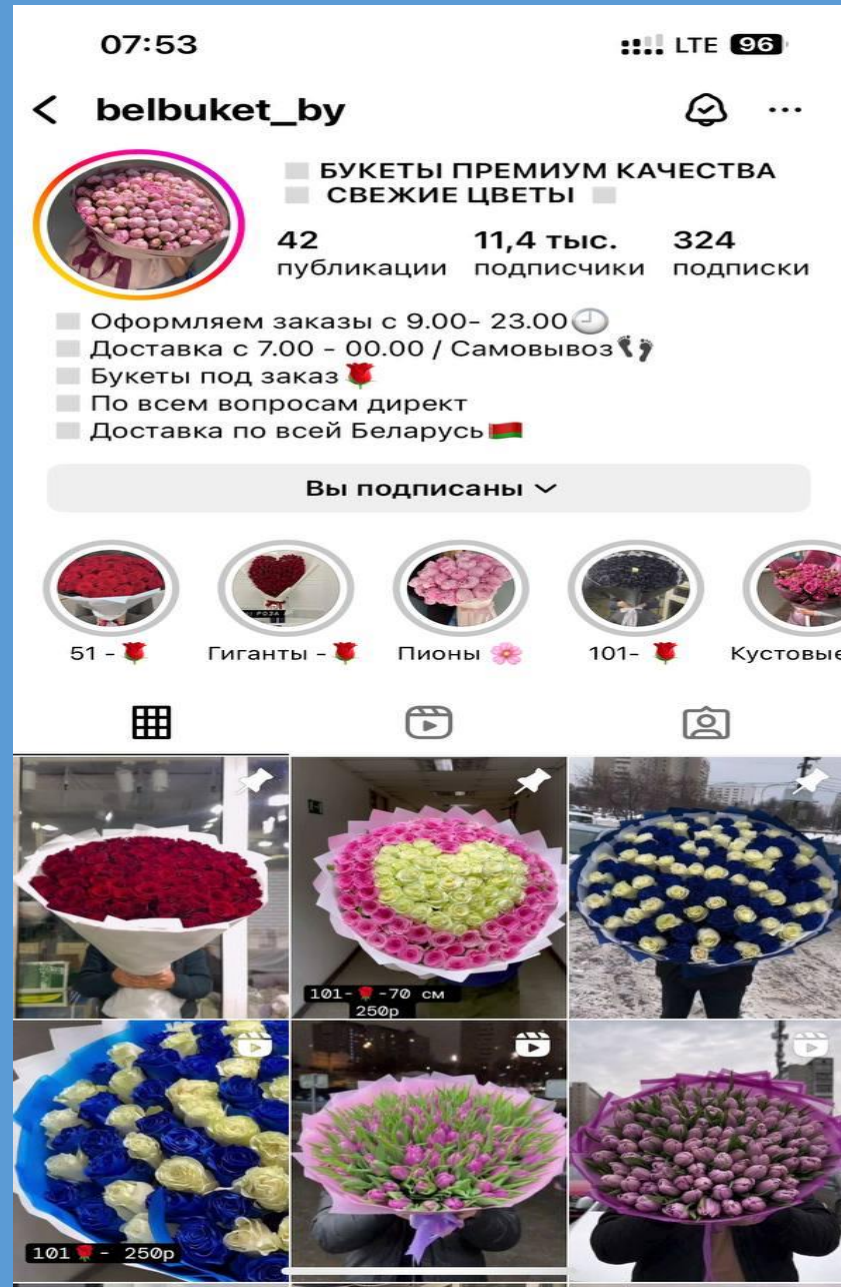 07:53
LTE 96
belbuket_by
БУКЕТЫ ПРЕМИУМ КАЧЕСТВА
СВЕЖИЕ ЦВЕТЫ
42 11,4 тыс. 324
публикации подписчики подписки
Оформляем заказы с 9.00- 23.00
Доставка с 7.00 - 00.00 / Самовывоз
Букеты под заказ
По всем вопросам директ
Доставка по всей Беларусь
Вы подписаны
51 - Гиганты - Пионы 101- Кустовые
101- -70 см
250р
101 - 250р